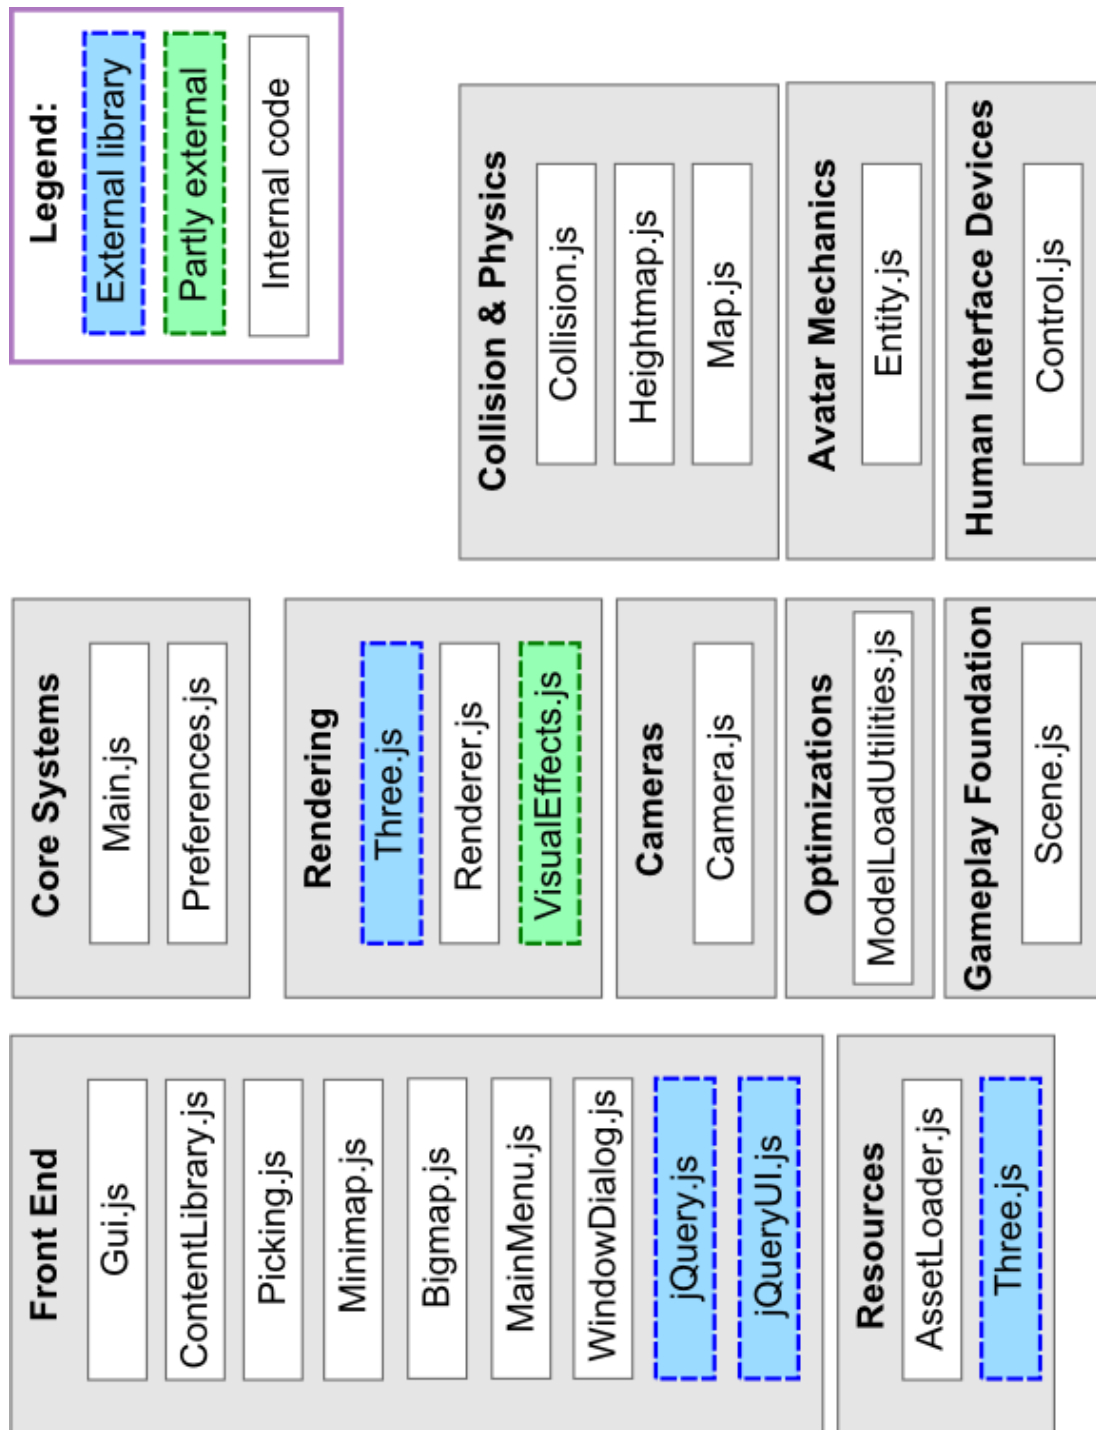 Front End
Gui.js
ContentLibrary.js
Picking.js
Minimap.js
Bigmap.js
MainMenu.js
WindowDialog.js
jQuery.js
jQueryUI.js
Resources
AssetLoader.js
Three.js
Core Systems
Main.js
Preferences.js
Rendering
Three.js
Renderer.js
VisualEffects.js
Cameras
Camera.js
Optimizations
ModelLoadUtilities.js
Gameplay Foundation
Scene.js
Legend:
External library
Partly external
Internal code
Collision & Physics
Collision.js
Heightmap.js
Map.js
Avatar Mechanics
Entity.js
Human Interface Devices
Control.js